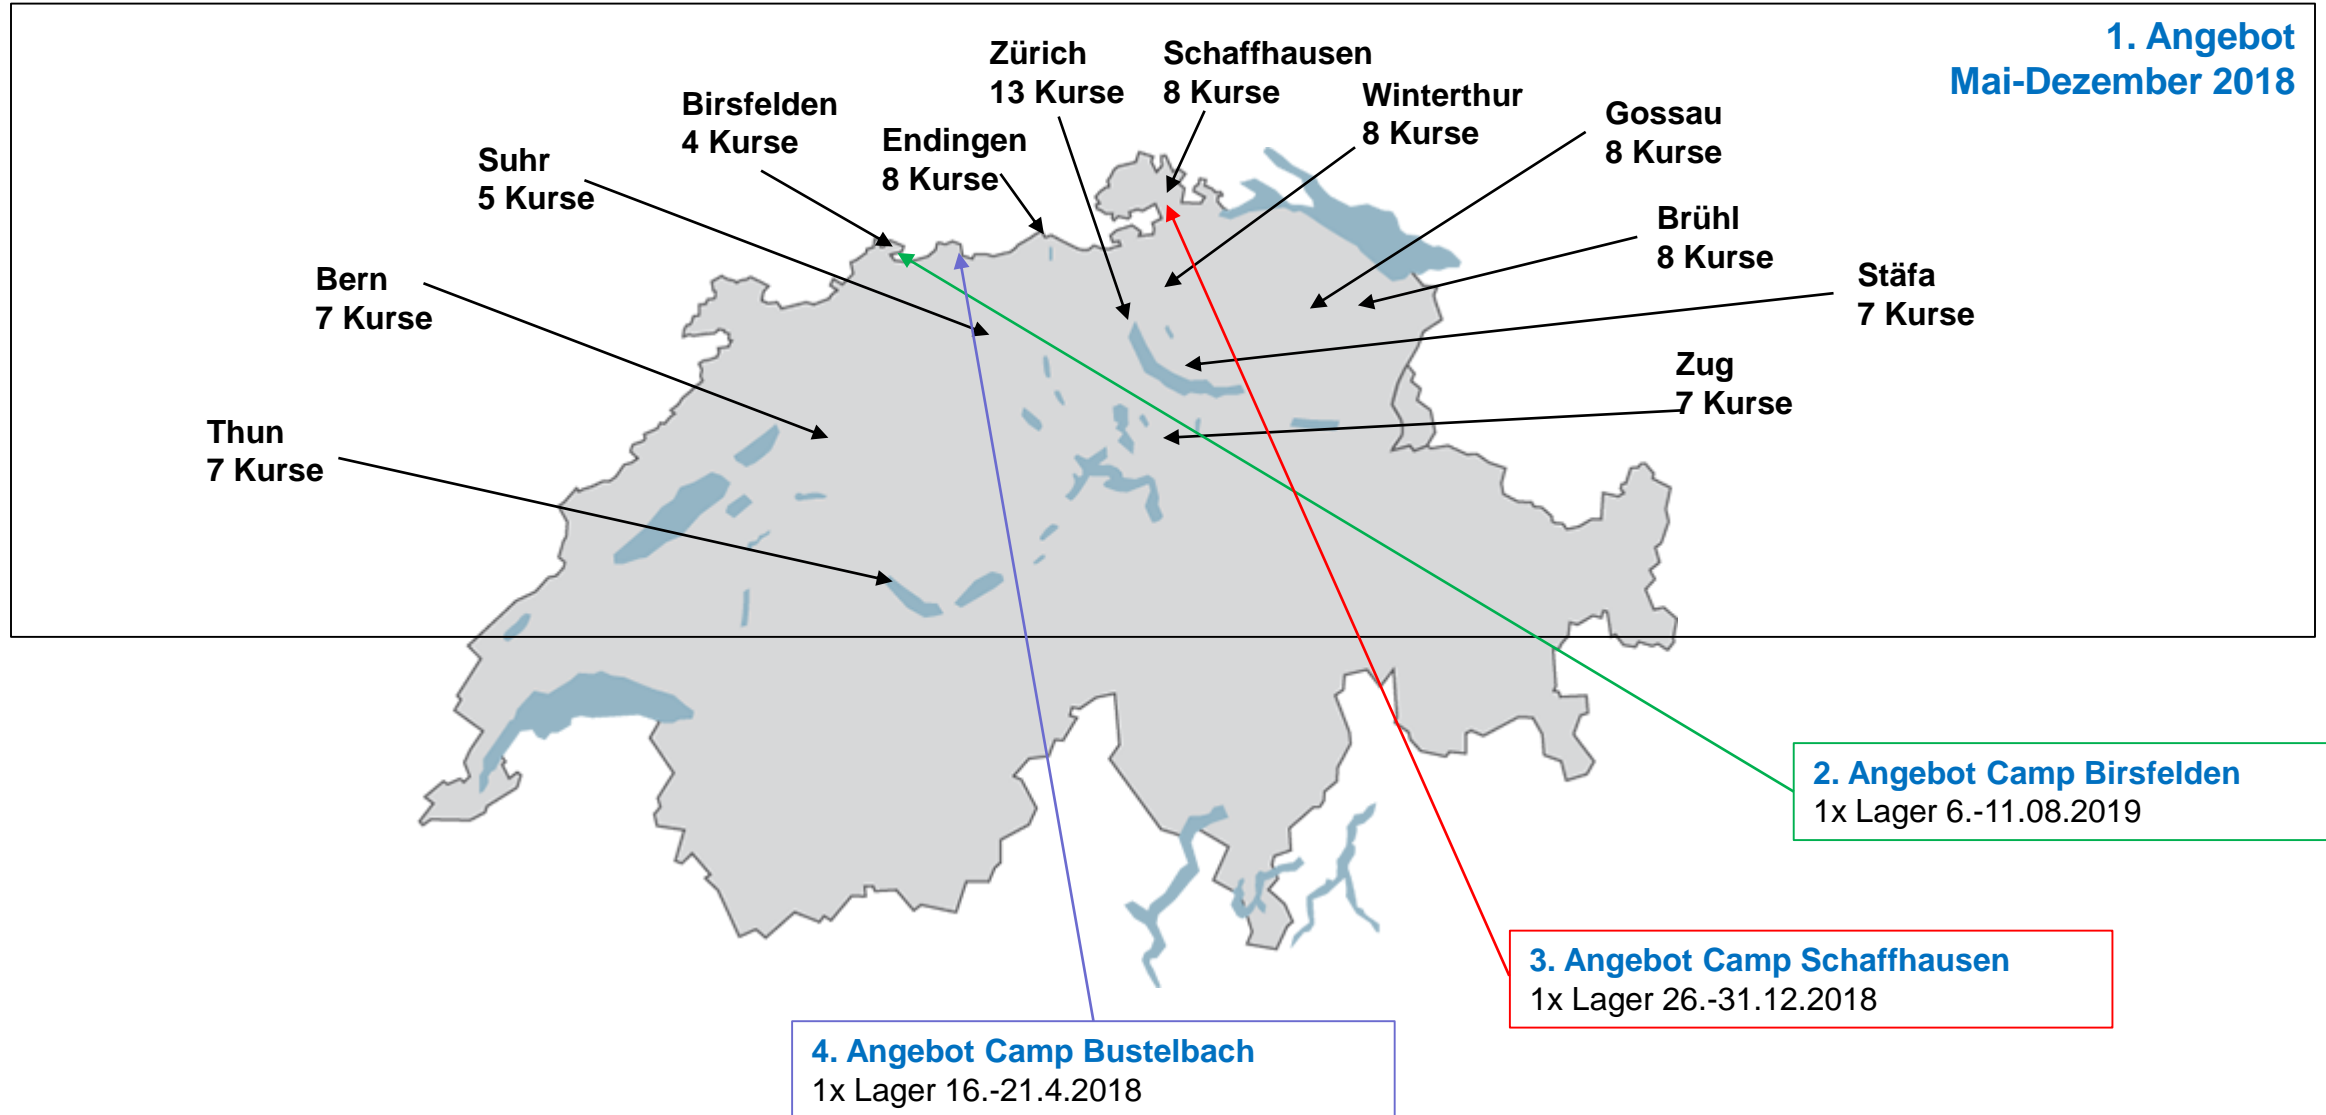 1. Angebot
Mai-Dezember 2018
Zürich
13 Kurse
Schaffhausen
8 Kurse
Winterthur
8 Kurse
Gossau
8 Kurse
Birsfelden
4 Kurse
Endingen
8 Kurse
Suhr
5 Kurse
Brühl
8 Kurse
Bern
7 Kurse
Stäfa
7 Kurse
Zug
7 Kurse
Thun
7 Kurse
2. Angebot Camp Birsfelden
1x Lager 6.-11.08.2019
3. Angebot Camp Schaffhausen
1x Lager 26.-31.12.2018
4. Angebot Camp Bustelbach
1x Lager 16.-21.4.2018